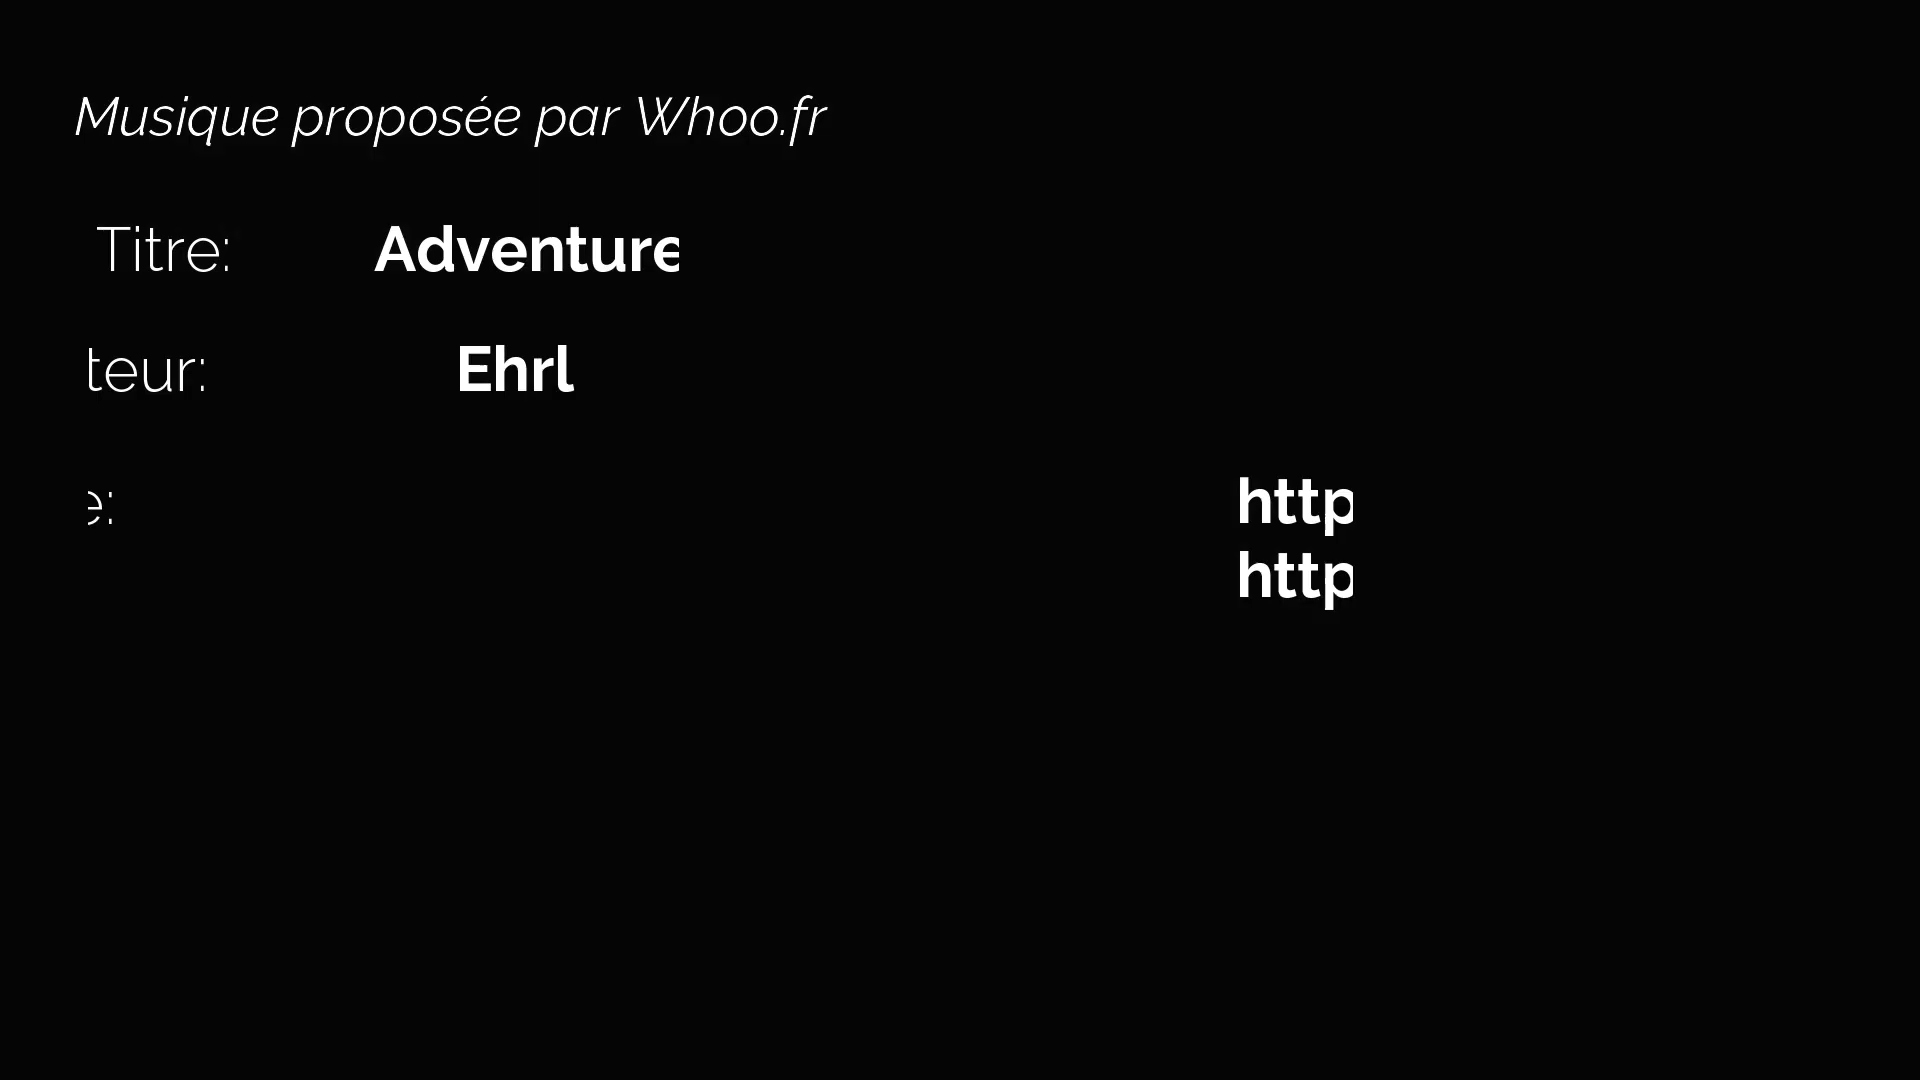 Musique proposée par Whoo.fr
Titre: Adventure
teur: Ehrl
e: http
http